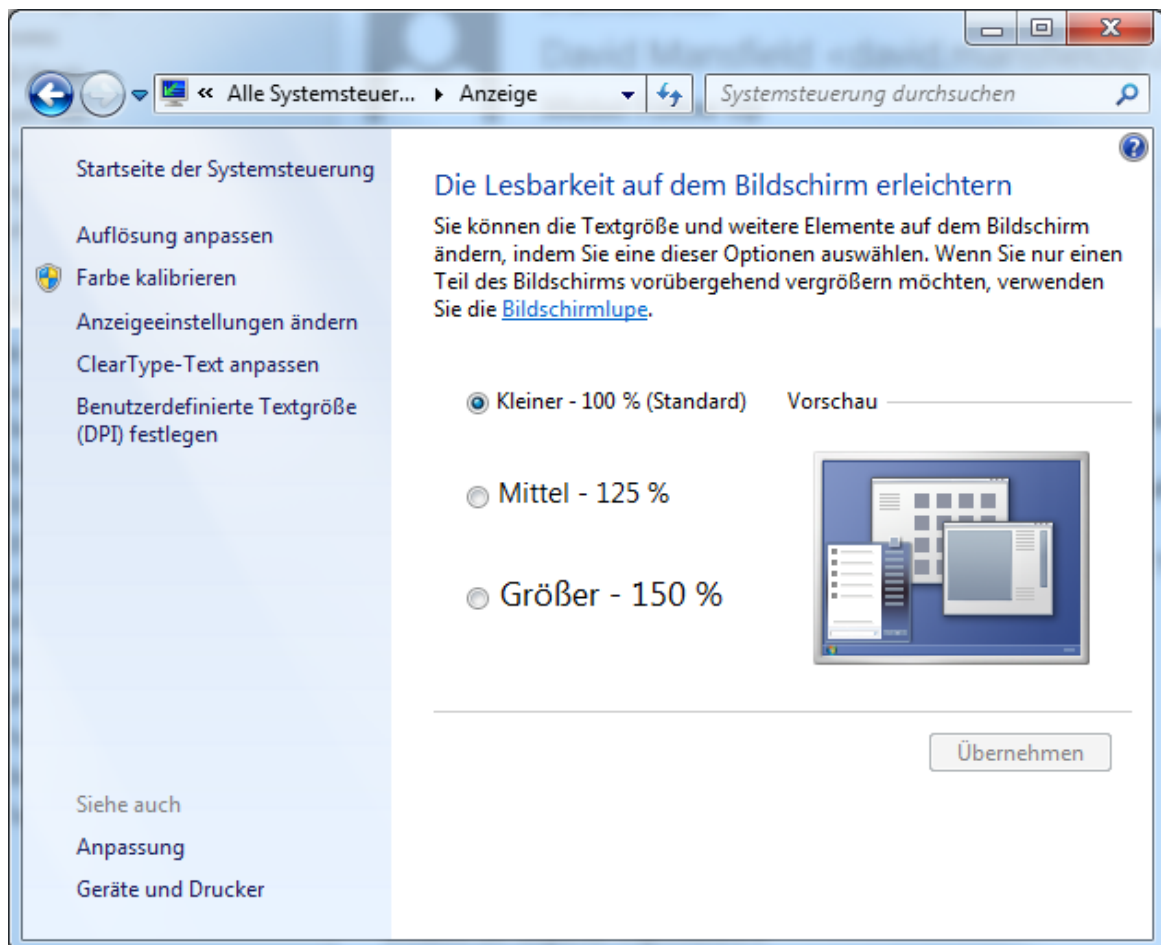 David Mansfield <david.
« Alle Systemsteuer... ▸ Anzeige
Systemsteuerung durchsuchen
Startseite der Systemsteuerung
Auflösung anpassen
Farbe kalibrieren
Anzeigeeinstellungen ändern
ClearType-Text anpassen
Benutzerdefinierte Textgröße
(DPI) festlegen
Siehe auch
Anpassung
Geräte und Drucker
Die Lesbarkeit auf dem Bildschirm erleichtern
Sie können die Textgröße und weitere Elemente auf dem Bildschirm
ändern, indem Sie eine dieser Optionen auswählen. Wenn Sie nur einen
Teil des Bildschirms vorübergehend vergrößern möchten, verwenden
Sie die Bildschirmlupe.
Kleiner - 100 % (Standard)
Vorschau
Mittel - 125 %
Größer - 150 %
Übernehmen